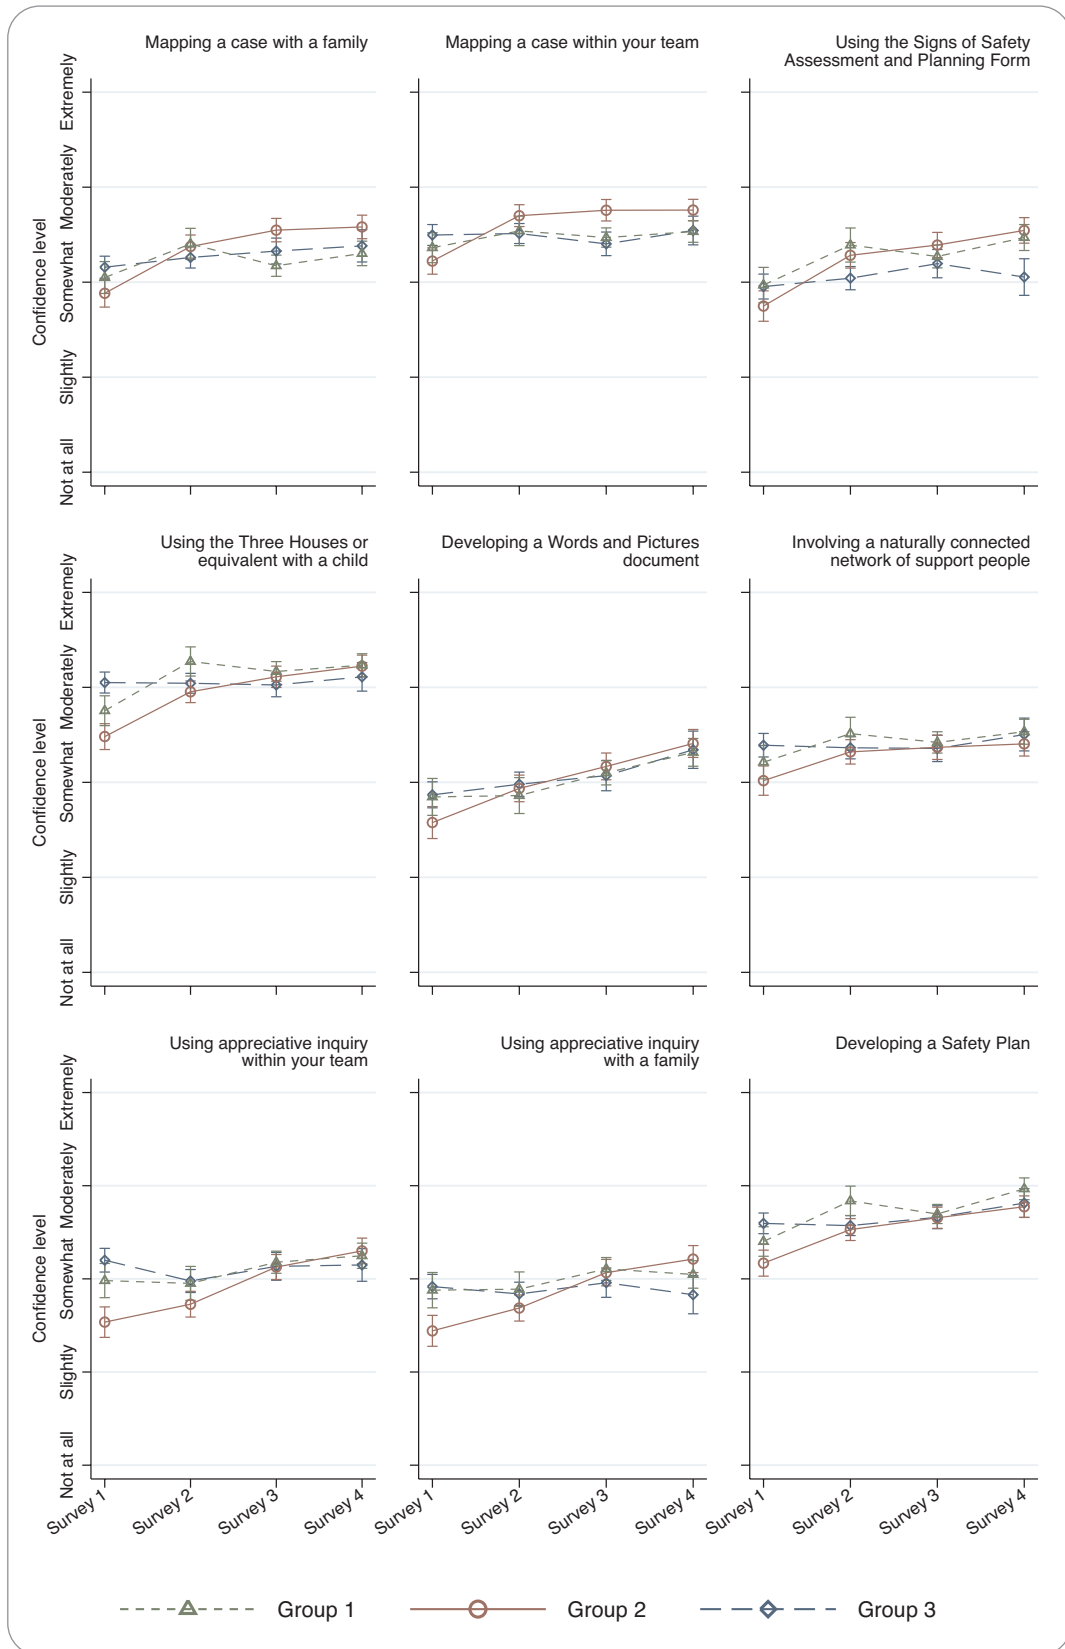 Mapping a case with a family
Mapping a case within your team
Using the Signs of Safety
Assessment and Planning Form
Confidence level
Not at all
Slightly
Somewhat
Moderately
Extremely
Using the Three Houses or
equivalent with a child
Developing a Words and Pictures
document
Involving a naturally connected
network of support people
Confidence level
Not at all
Slightly
Somewhat
Moderately
Extremely
Using appreciative inquiry
within your team
Using appreciative inquiry
with a family
Developing a Safety Plan
Confidence level
Not at all
Slightly
Somewhat
Moderately
Extremely
Survey 1
Survey 2
Survey 3
Survey 4
Survey 1
Survey 2
Survey 3
Survey 4
Survey 1
Survey 2
Survey 3
Survey 4
Group 1
Group 2
Group 3